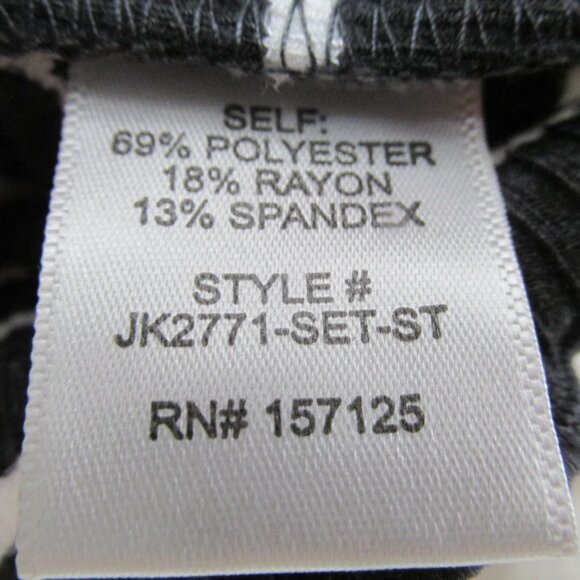 SELF:
69% POLYESTER
18% RAYON
13% SPANDEX
STYLE #
JK2771-SET-ST
RN# 157125